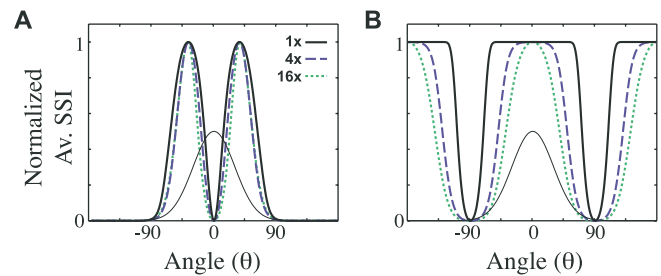 A
B
Normalized
Av. SSI
1
0
1x
4x
16x
-90
0
90
Angle (θ)
1
0
-90
0
90
Angle (θ)